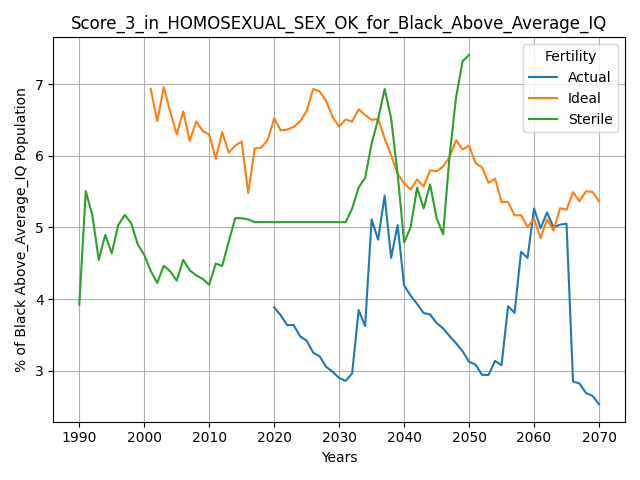 Score_3_in_HOMOSEXUAL_SEX_OK_for_Black_Above_Average_IQ
Fertility
Actual
Ideal
Sterile
% of Black Above_Average_IQ Population
7
6
5
4
3
1990 2000 2010 2020 2030 2040 2050 2060 2070
Years